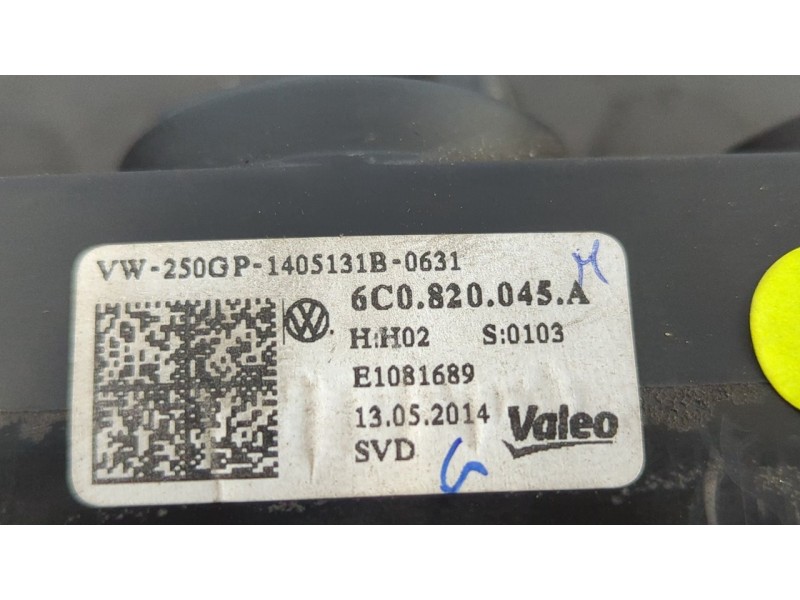 VW-250GP-1405131B-0631
6C0.820.045.A
H:H02 S:0103
E1081689
13.05.2014
Valeo
SVD